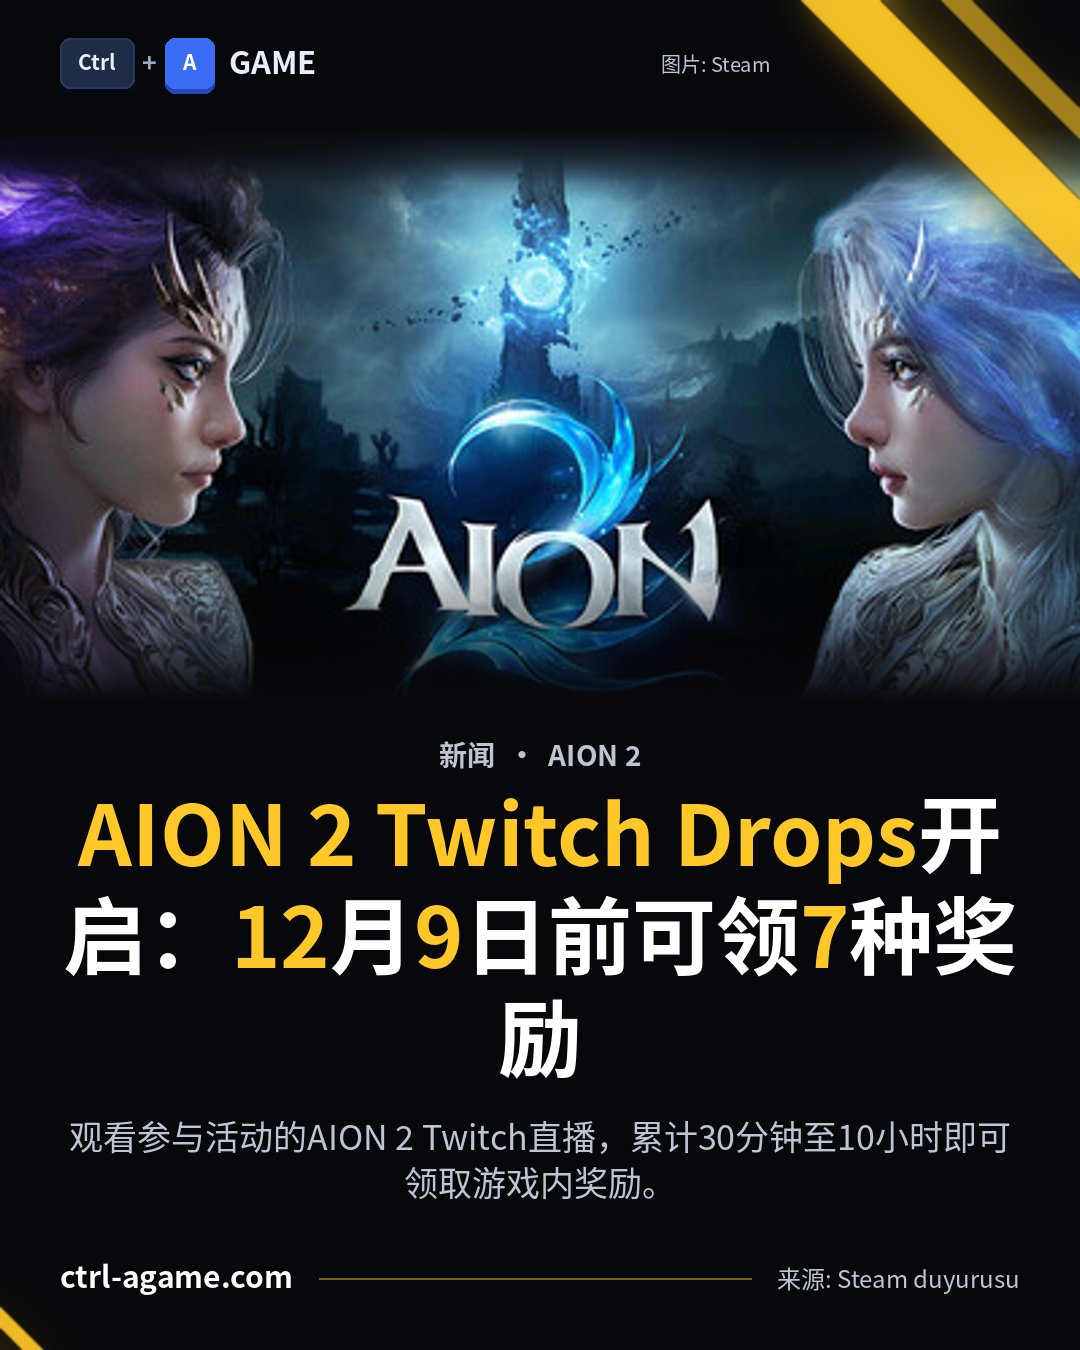 Ctrl + A GAME
图片: Steam
AION 2
新闻 • AION 2
AION 2 Twitch Drops开
启：12月9日前可领7种奖
励
观看参与活动的AION 2 Twitch直播，累计30分钟至10小时即可
领取游戏内奖励。
ctrl-agame.com
来源: Steam duyurusu